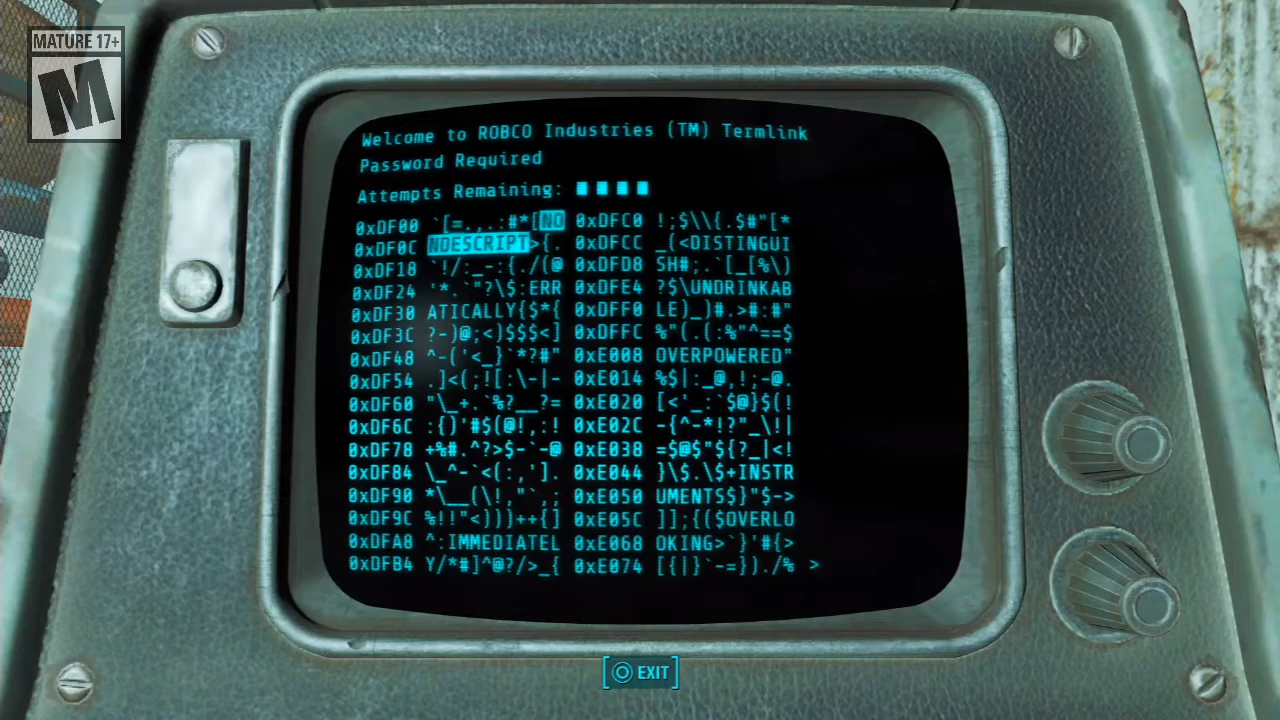 MATURE 17+
M
Welcome to ROBCO Industries (TM) Termlink
Password Required
Attempts Remaining: ■ ■ ■ ■
0xDF00 `[=.,.:#*[NO 0xDFC0 !;$\\{.$#"[*
0xDF0C NDESCRIPT>{. 0xDFCC _(<DISTINGUI
0xDF18 `!/:_-:{./(@ 0xDFD8 SH#;.`[_[%\)
0xDF24 '*.`"?\$:ERR 0xDFE4 ?$\UNDRINKAB
0xDF30 ATICALLY{$*{ 0xDFF0 LE)_)#.>#:#"
0xDF3C ?-)@;<)$$$<] 0xDFFC %"(.(:%"^==$
0xDF48 ^-('<_}`*?#" 0xE008 OVERPOWERED"
0xDF54 .]<(;![:\-|- 0xE014 %$|:_@,!;-@.
0xDF60 "\_+.`%?__?= 0xE020 [<'_:`$@}$(!
0xDF6C :{)'#$(@!,:! 0xE02C -{^-*!?"_\!|
0xDF78 +%#.^?>$-`-@ 0xE038 =$@$"${?_|<!
0xDF84 \_^-`<(:,']. 0xE044 }\$.\$+INSTR
0xDF90 *\__(\!,"`,; 0xE050 UMENTS$}"$->
0xDF9C %!!"<)))++{] 0xE05C ]];{($OVERLO
0xDFA8 ^:IMMEDIATEL 0xE068 OKING>`}'#{>
0xDFB4 Y/*#]^@?/>_{ 0xE074 [{|}`-=})./% >
EXIT